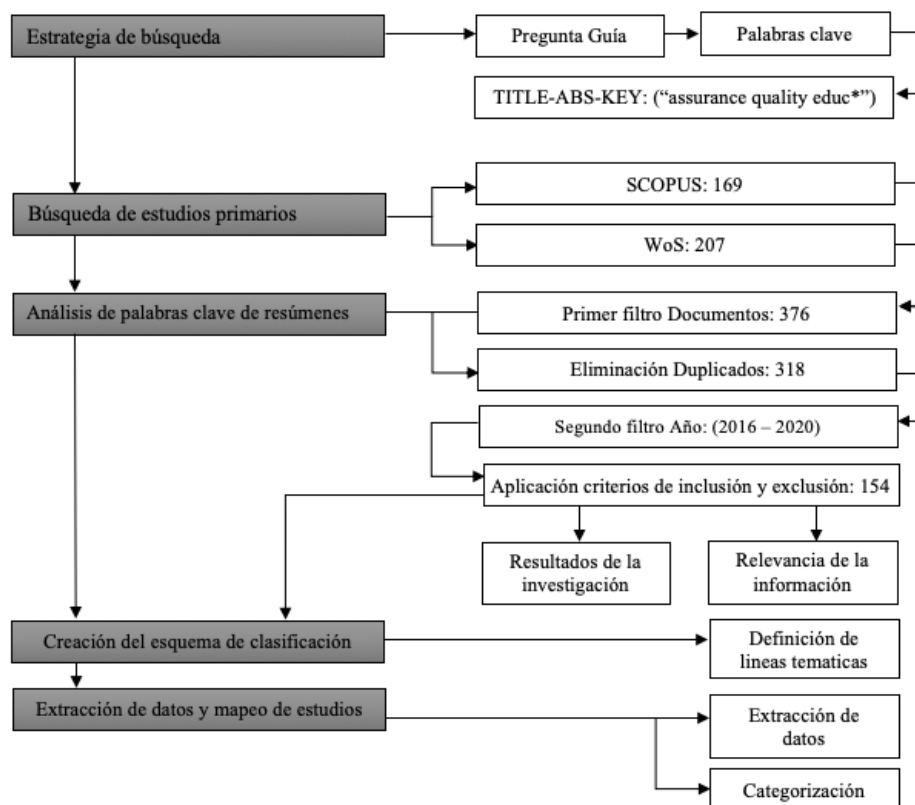 Estrategia de búsqueda
Pregunta Guía
Palabras clave
TITLE-ABS-KEY: (“assurance quality educ*”)
Búsqueda de estudios primarios
SCOPUS: 169
WoS: 207
Análisis de palabras clave de resúmenes
Primer filtro Documentos: 376
Eliminación Duplicados: 318
Segundo filtro Año: (2016 – 2020)
Aplicación criterios de inclusión y exclusión: 154
Resultados de la
investigación
Relevancia de la
información
Creación del esquema de clasificación
Definición de
lineas tematicas
Extracción de datos y mapeo de estudios
Extracción de
datos
Categorización